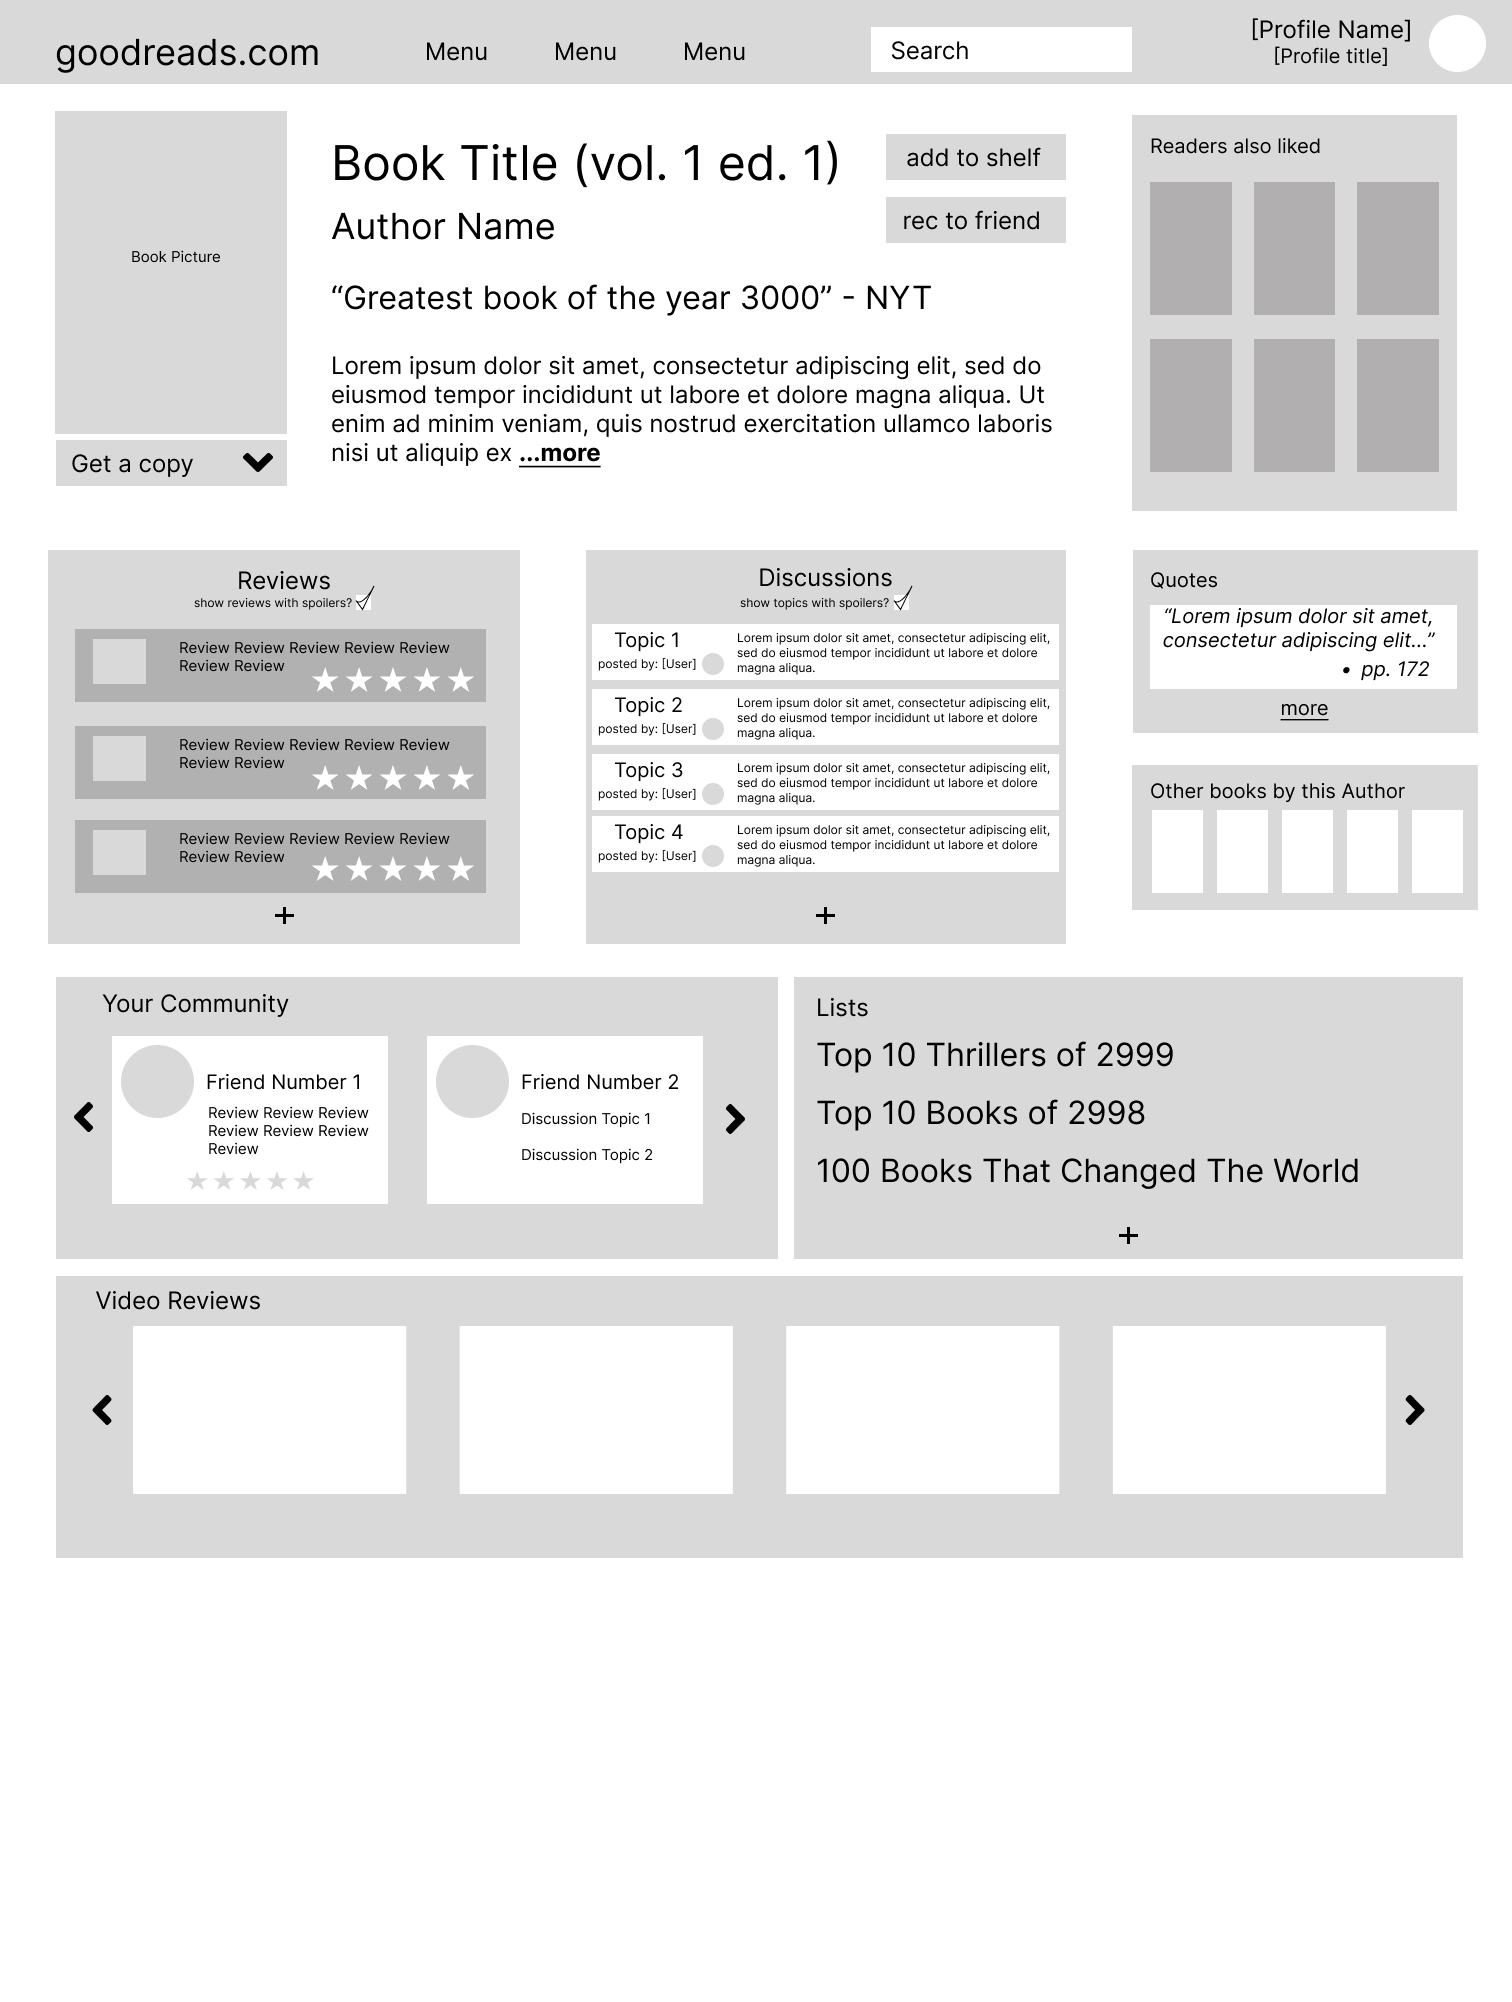 goodreads.com
Menu
Menu
Menu
Search
[Profile Name]
[Profile title]
Book Picture
Get a copy
Book Title (vol. 1 ed. 1)
Author Name
add to shelf
rec to friend
“Greatest book of the year 3000” - NYT
Lorem ipsum dolor sit amet, consectetur adipiscing elit, sed do
eiusmod tempor incididunt ut labore et dolore magna aliqua. Ut
enim ad minim veniam, quis nostrud exercitation ullamco laboris
nisi ut aliquip ex ...more
Readers also liked
Reviews
show reviews with spoilers?
Review Review Review Review Review
Review Review
Review Review Review Review Review
Review Review
Review Review Review Review Review
Review Review
+
Discussions
show topics with spoilers?
Topic 1
posted by: [User]
Lorem ipsum dolor sit amet, consectetur adipiscing elit,
sed do eiusmod tempor incididunt ut labore et dolore
magna aliqua.
Topic 2
posted by: [User]
Lorem ipsum dolor sit amet, consectetur adipiscing elit,
sed do eiusmod tempor incididunt ut labore et dolore
magna aliqua.
Topic 3
posted by: [User]
Lorem ipsum dolor sit amet, consectetur adipiscing elit,
sed do eiusmod tempor incididunt ut labore et dolore
magna aliqua.
Topic 4
posted by: [User]
Lorem ipsum dolor sit amet, consectetur adipiscing elit,
sed do eiusmod tempor incididunt ut labore et dolore
magna aliqua.
+
Quotes
“Lorem ipsum dolor sit amet,
consectetur adipiscing elit...”
• pp. 172
more
Other books by this Author
Your Community
Friend Number 1
Review Review Review
Review Review Review
Review
Friend Number 2
Discussion Topic 1
Discussion Topic 2
Lists
Top 10 Thrillers of 2999
Top 10 Books of 2998
100 Books That Changed The World
+
Video Reviews